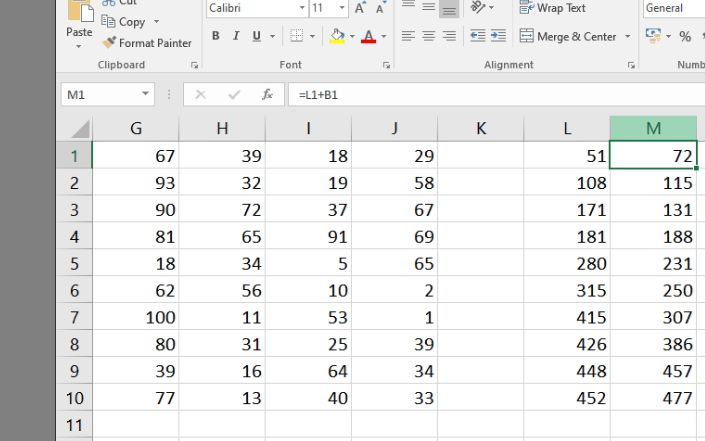 Cut
Calibri 11 A A Wrap Text General
Copy
Paste
Format Painter B I U A Merge & Center %
Clipboard Font Alignment
M1 fx =L1+B1
G H I J K L M
1 67 39 18 29 51 72
2 93 32 19 58 108 115
3 90 72 37 67 171 131
4 81 65 91 69 181 188
5 18 34 5 65 280 231
6 62 56 10 2 315 250
7 100 11 53 1 415 307
8 80 31 25 39 426 386
9 39 16 64 34 448 457
10 77 13 40 33 452 477
11